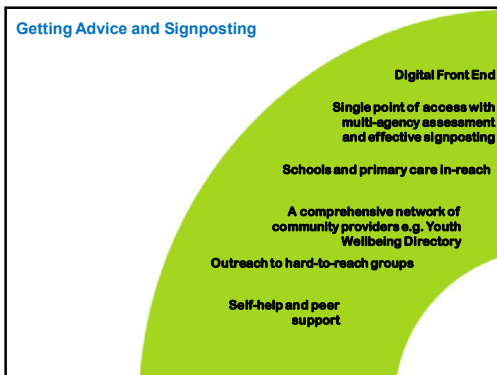 Getting Advice and Signposting
Digital Front End
Single point of access with
multi-agency assessment
and effective signposting
Schools and primary care in-reach
A comprehensive network of
community providers e.g. Youth
Wellbeing Directory
Outreach to hard-to-reach groups
Self-help and peer
support